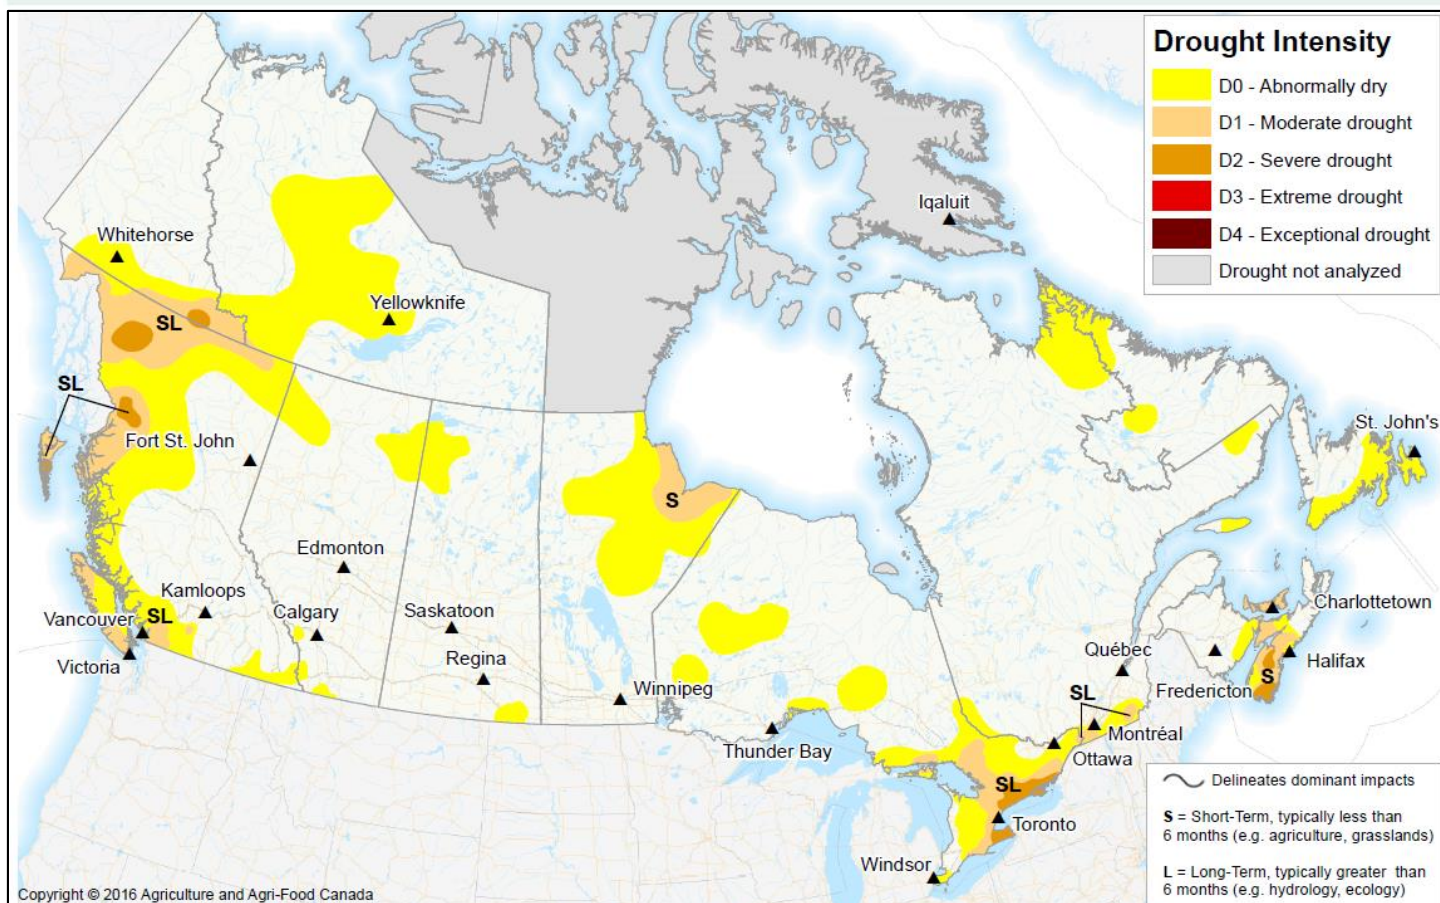 Drought Intensity
D0 - Abnormally dry
D1 - Moderate drought
D2 - Severe drought
D3 - Extreme drought
D4 - Exceptional drought
Drought not analyzed
Iqaluit
Whitehorse
Yellowknife
SL
SL
Fort St. John
St. John's
S
Edmonton
Kamloops
Calgary
Saskatoon
Vancouver
SL
Charlottetown
Victoria
Regina
Québec
Halifax
S
Winnipeg
SL
Fredericton
Thunder Bay
Montréal
Ottawa
SL
Toronto
Windsor
Delineates dominant impacts
S = Short-Term, typically less than
6 months (e.g. agriculture, grasslands)
L = Long-Term, typically greater than
6 months (e.g. hydrology, ecology)
Copyright © 2016 Agriculture and Agri-Food Canada